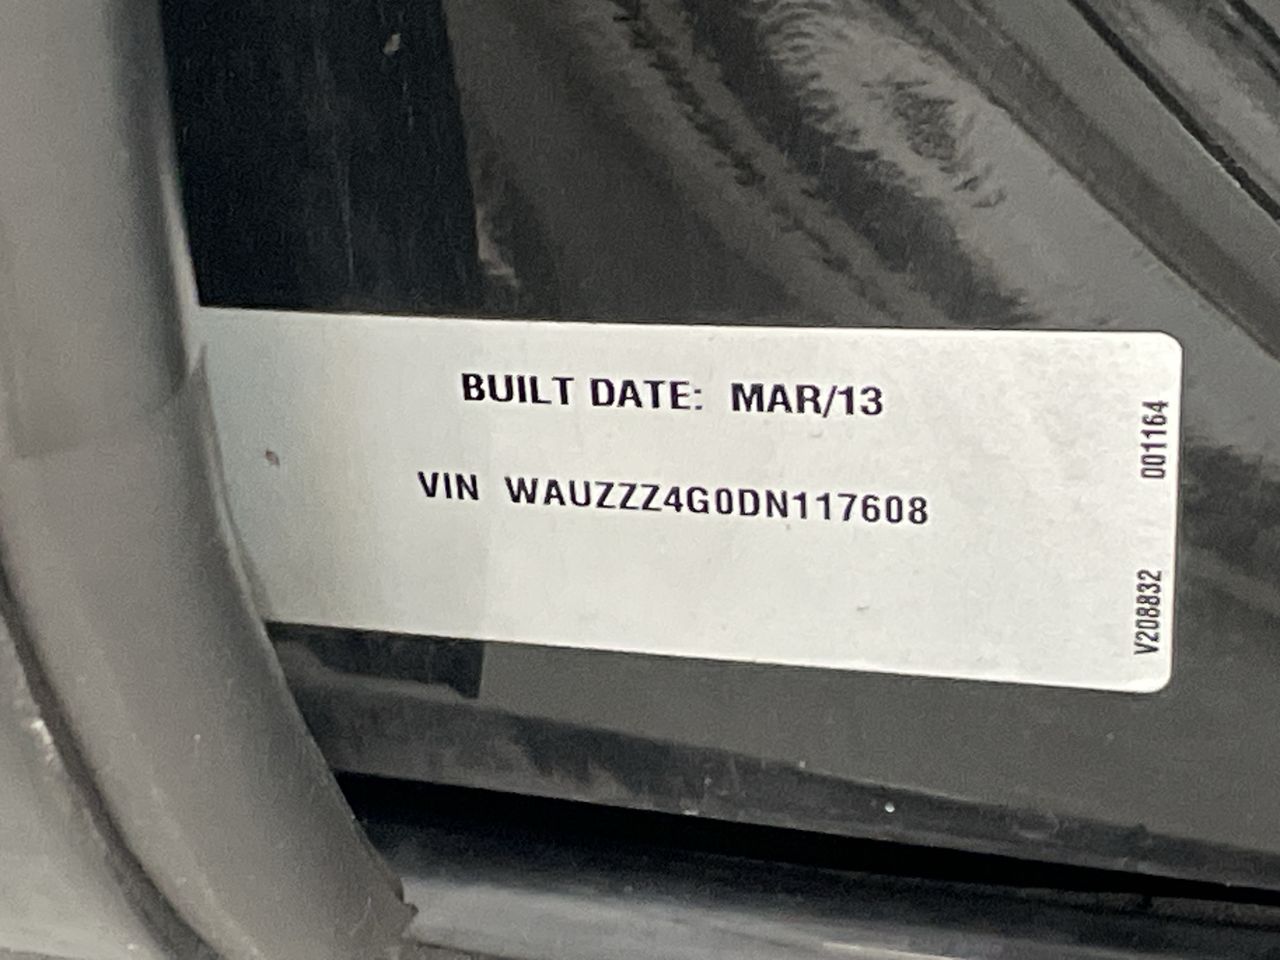 BUILT DATE: MAR/13
VIN WAUZZZ4G0DN117608
001164
V208832